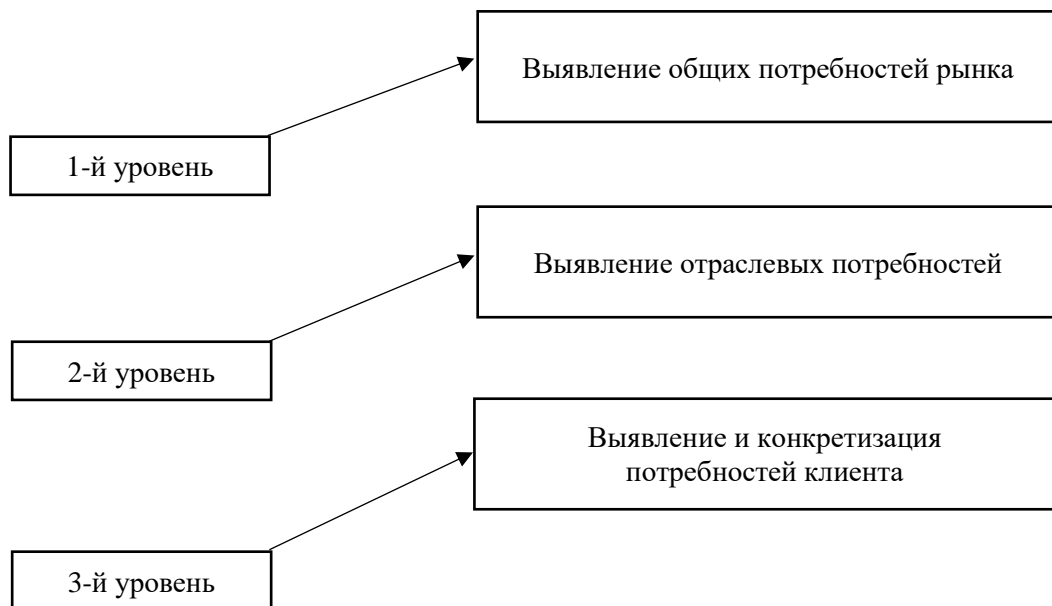 Выявление общих потребностей рынка
1-й уровень
Выявление отраслевых потребностей
2-й уровень
Выявление и конкретизация
потребностей клиента
3-й уровень